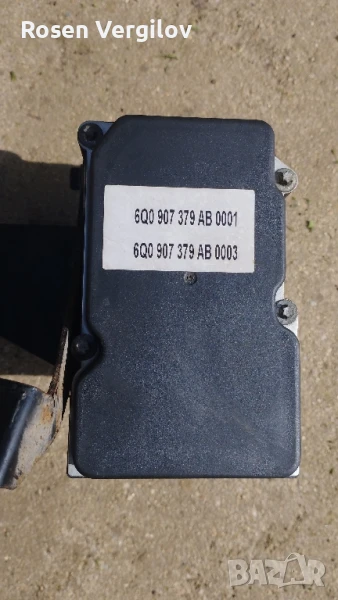 Rosen Vergilov
6Q0 907 379 AB 0001
6Q0 907 379 AB 0003
BAZAR